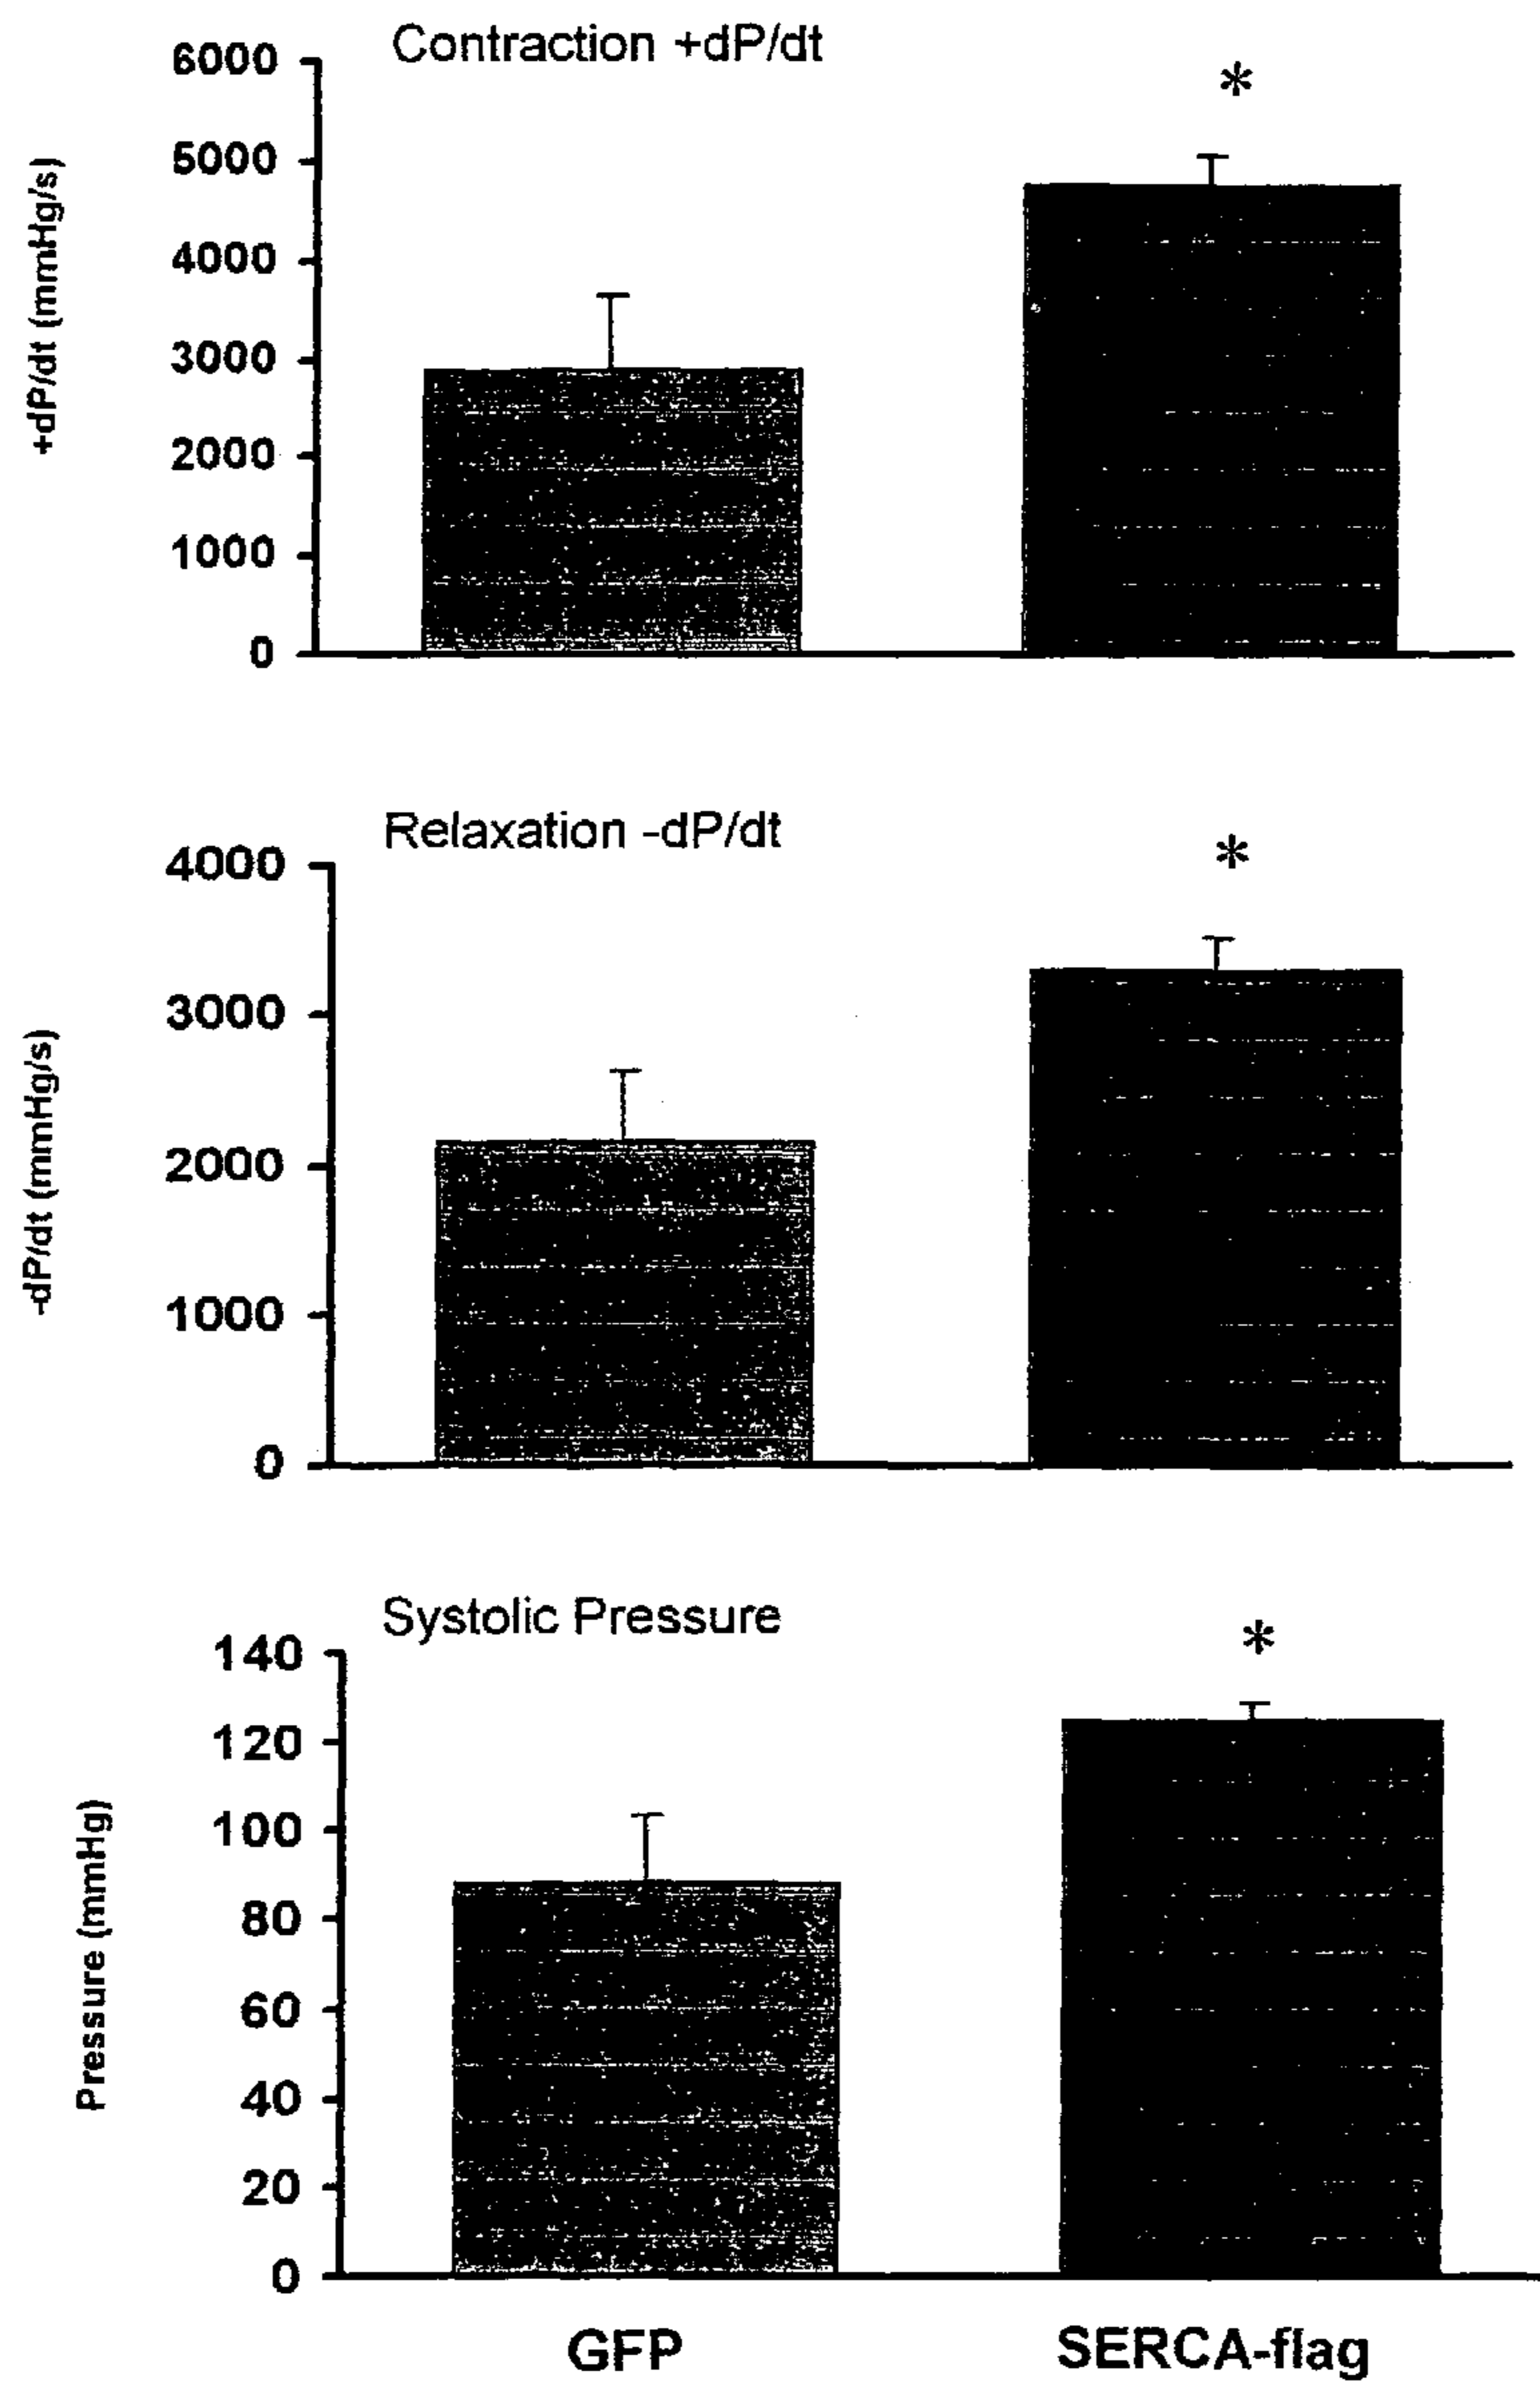 Contraction +dP/dt
*
6000
5000
4000
3000
2000
1000
0
+dP/dt (mmHg/s)
Relaxation -dP/dt
*
4000
3000
2000
1000
0
-dP/dt (mmHg/s)
Systolic Pressure
*
140
120
100
80
60
40
20
0
Pressure (mmHg)
GFP
SERCA-flag